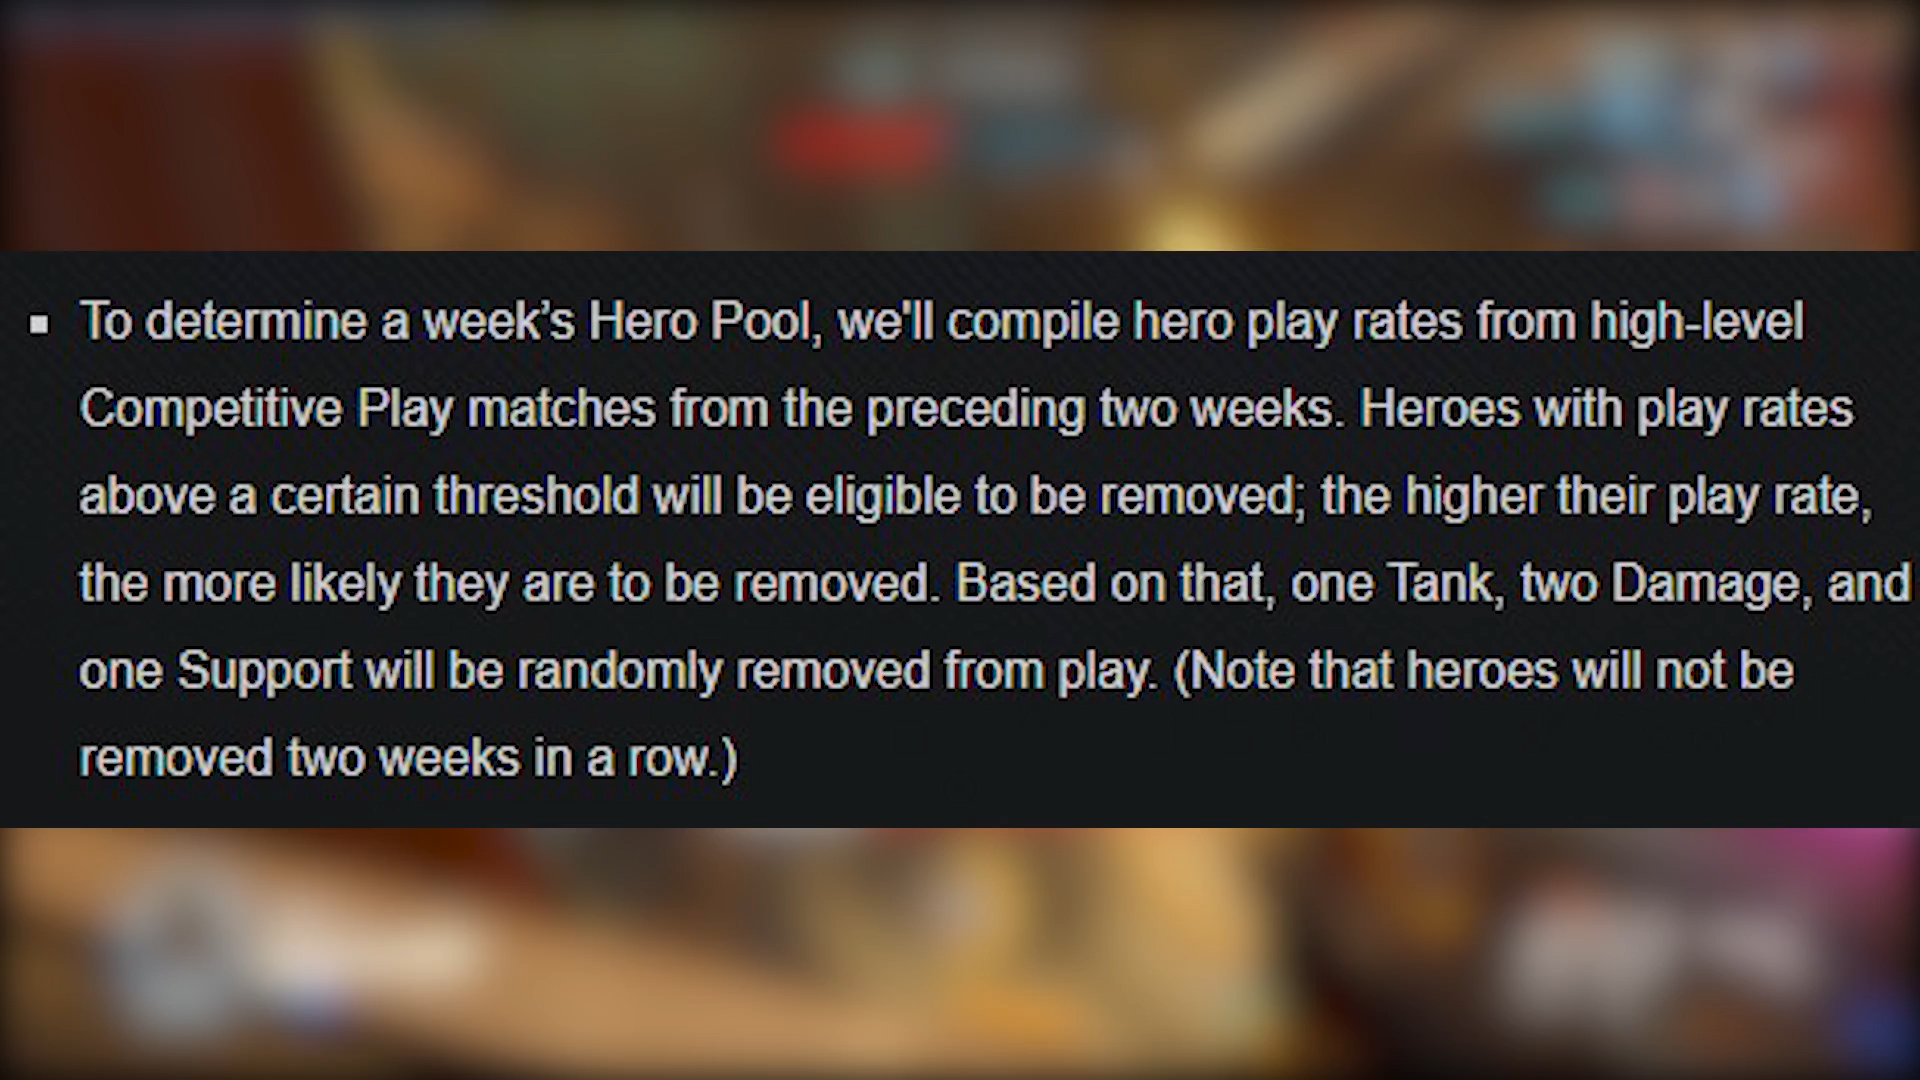 ▪ To determine a week’s Hero Pool, we'll compile hero play rates from high-level
Competitive Play matches from the preceding two weeks. Heroes with play rates
above a certain threshold will be eligible to be removed; the higher their play rate,
the more likely they are to be removed. Based on that, one Tank, two Damage, and
one Support will be randomly removed from play. (Note that heroes will not be
removed two weeks in a row.)